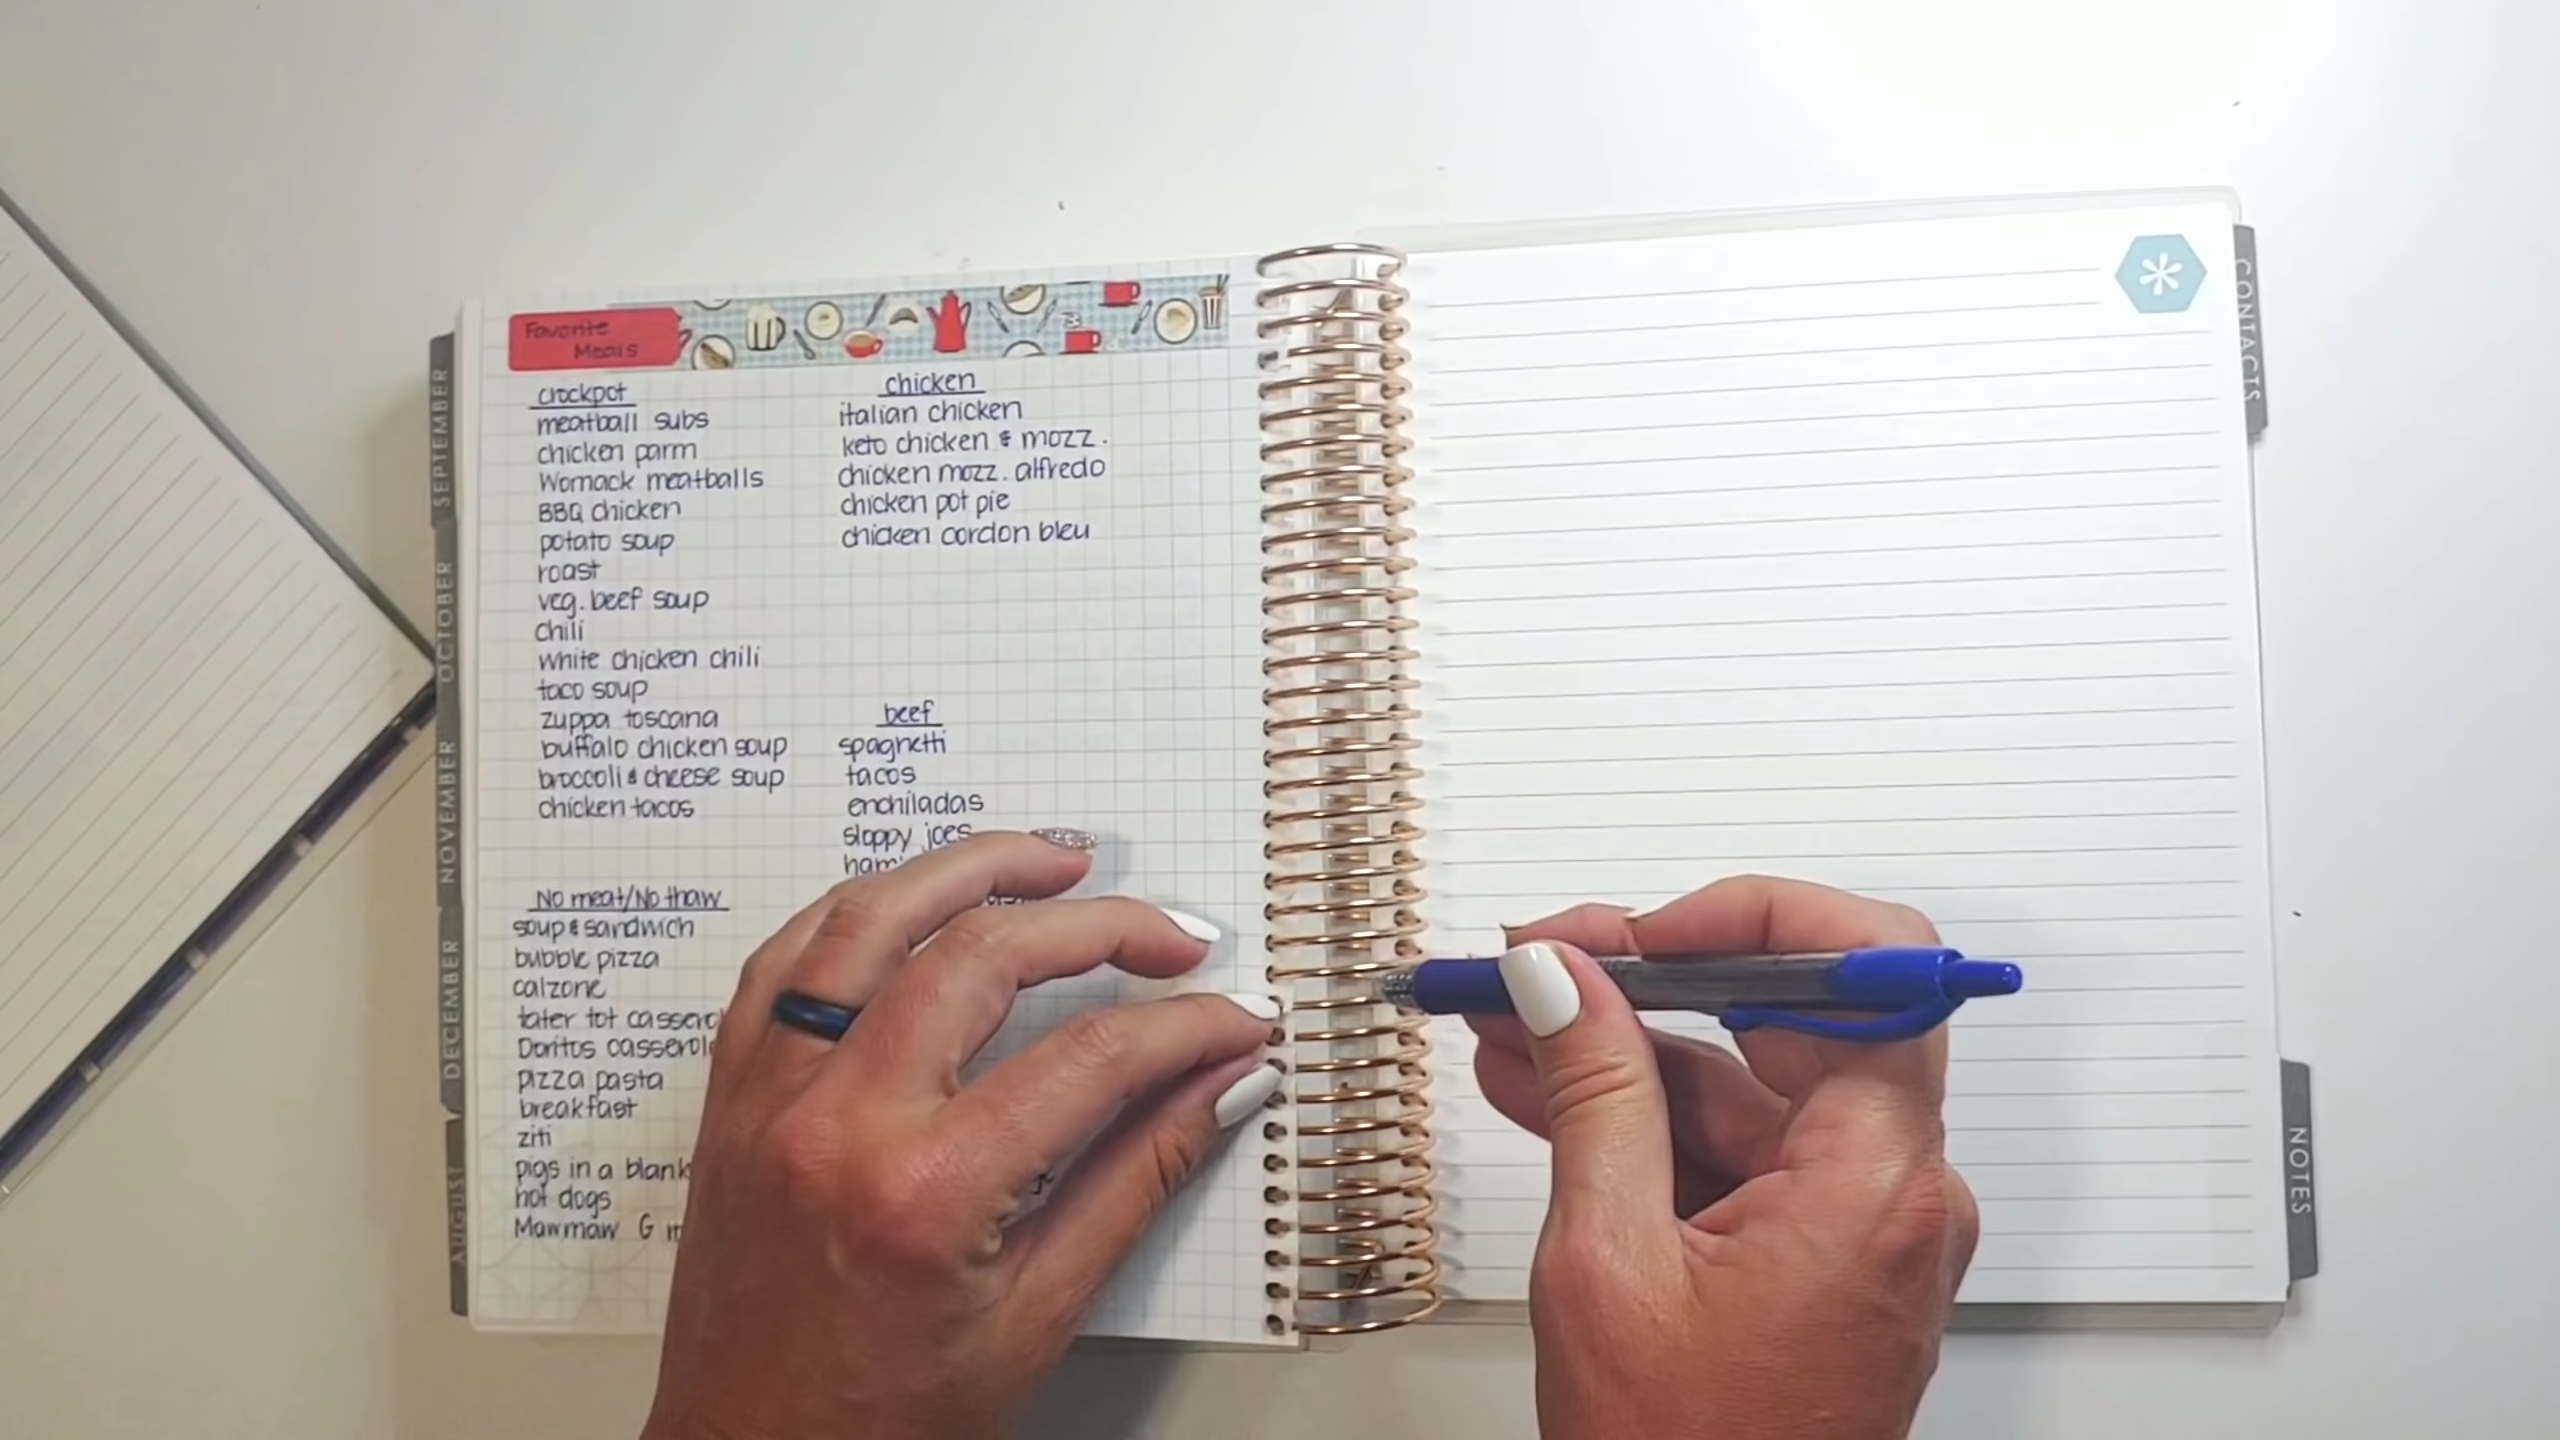 Favorite
Meals
crockpot
meatball subs
chicken parm
Womack meatballs
BBQ chicken
potato soup
roast
veg. beef soup
chili
white chicken chili
taco soup
zuppa toscana
buffalo chicken soup
broccoli & cheese soup
chicken tacos
No meat/No thaw
soup & sandwich
bubble pizza
calzone
tater tot
Doritos
pizza pasta
breakfast
ziti
pigs in a
hot dogs
Mawmaw G
chicken
italian chicken
keto chicken & mozz.
chicken mozz. alfredo
chicken pot pie
chicken cordon bleu
beef
spaghetti
tacos
enchiladas
sloppy joes
SEPTEMBER
OCTOBER
NOVEMBER
DECEMBER
AUGUST
CONTACTS
NOTES